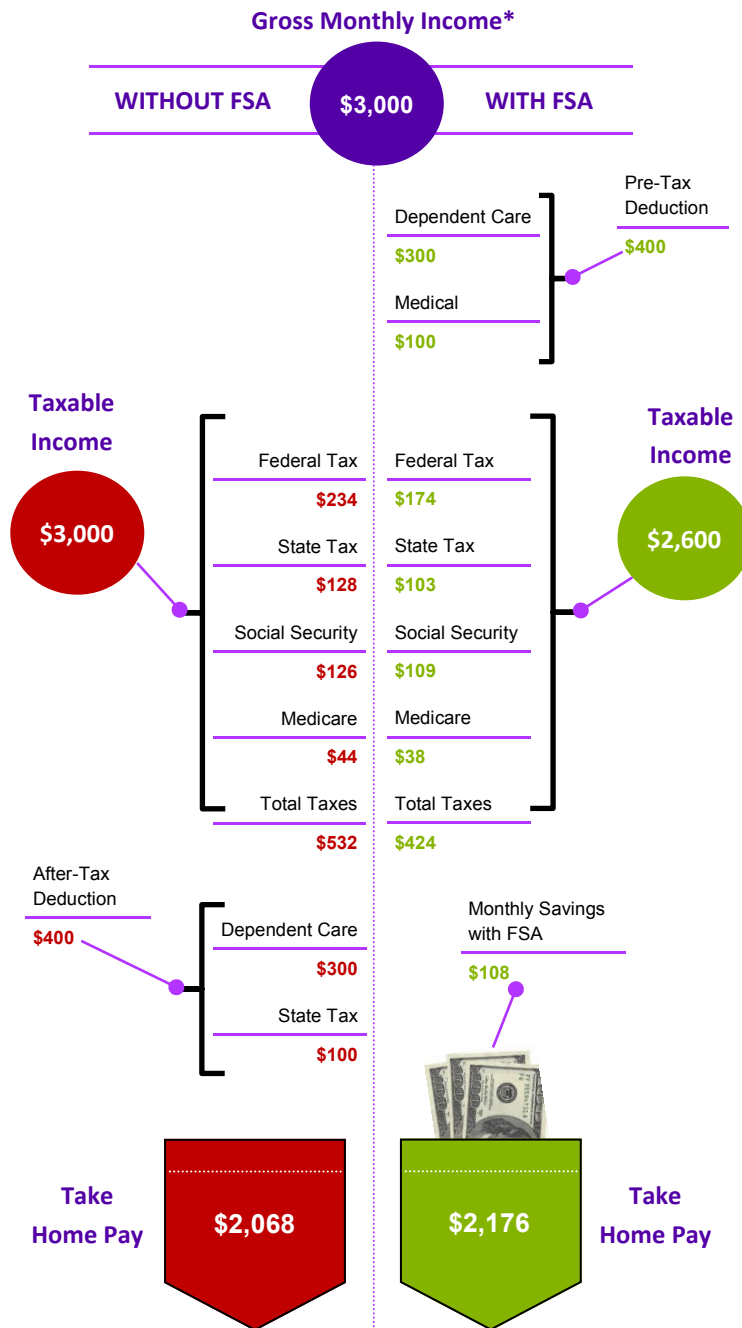 Gross Monthly Income*
WITHOUT FSA
$3,000
WITH FSA
Dependent Care
$300
Medical
$100
Pre-Tax
Deduction
$400
Taxable
Income
$3,000
Federal Tax
$234
State Tax
$128
Social Security
$126
Medicare
$44
Total Taxes
$532
Federal Tax
$174
State Tax
$103
Social Security
$109
Medicare
$38
Total Taxes
$424
Taxable
Income
$2,600
After-Tax
Deduction
$400
Dependent Care
$300
State Tax
$100
Monthly Savings
with FSA
$108
Take
Home Pay
$2,068
$2,176
Take
Home Pay